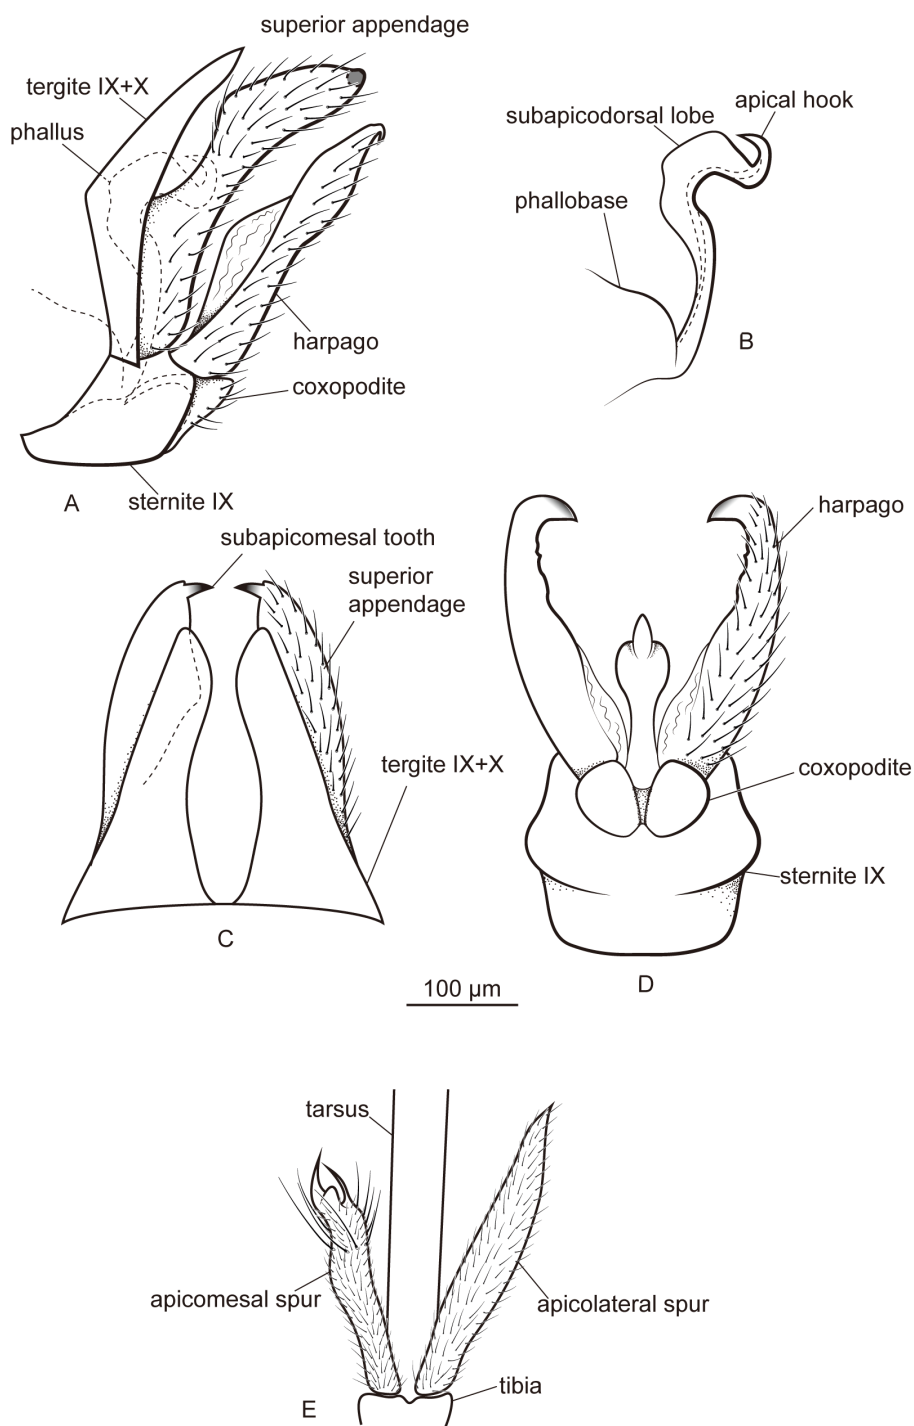 superior appendage
tergite IX+X
phallus
harpago
coxopodite
A
sternite IX
subapicodorsal lobe
apical hook
phallobase
B
subapicomesal tooth
superior
appendage
tergite IX+X
C
harpago
coxopodite
sternite IX
D
100 µm
tarsus
apicomesal spur
apicolateral spur
tibia
E